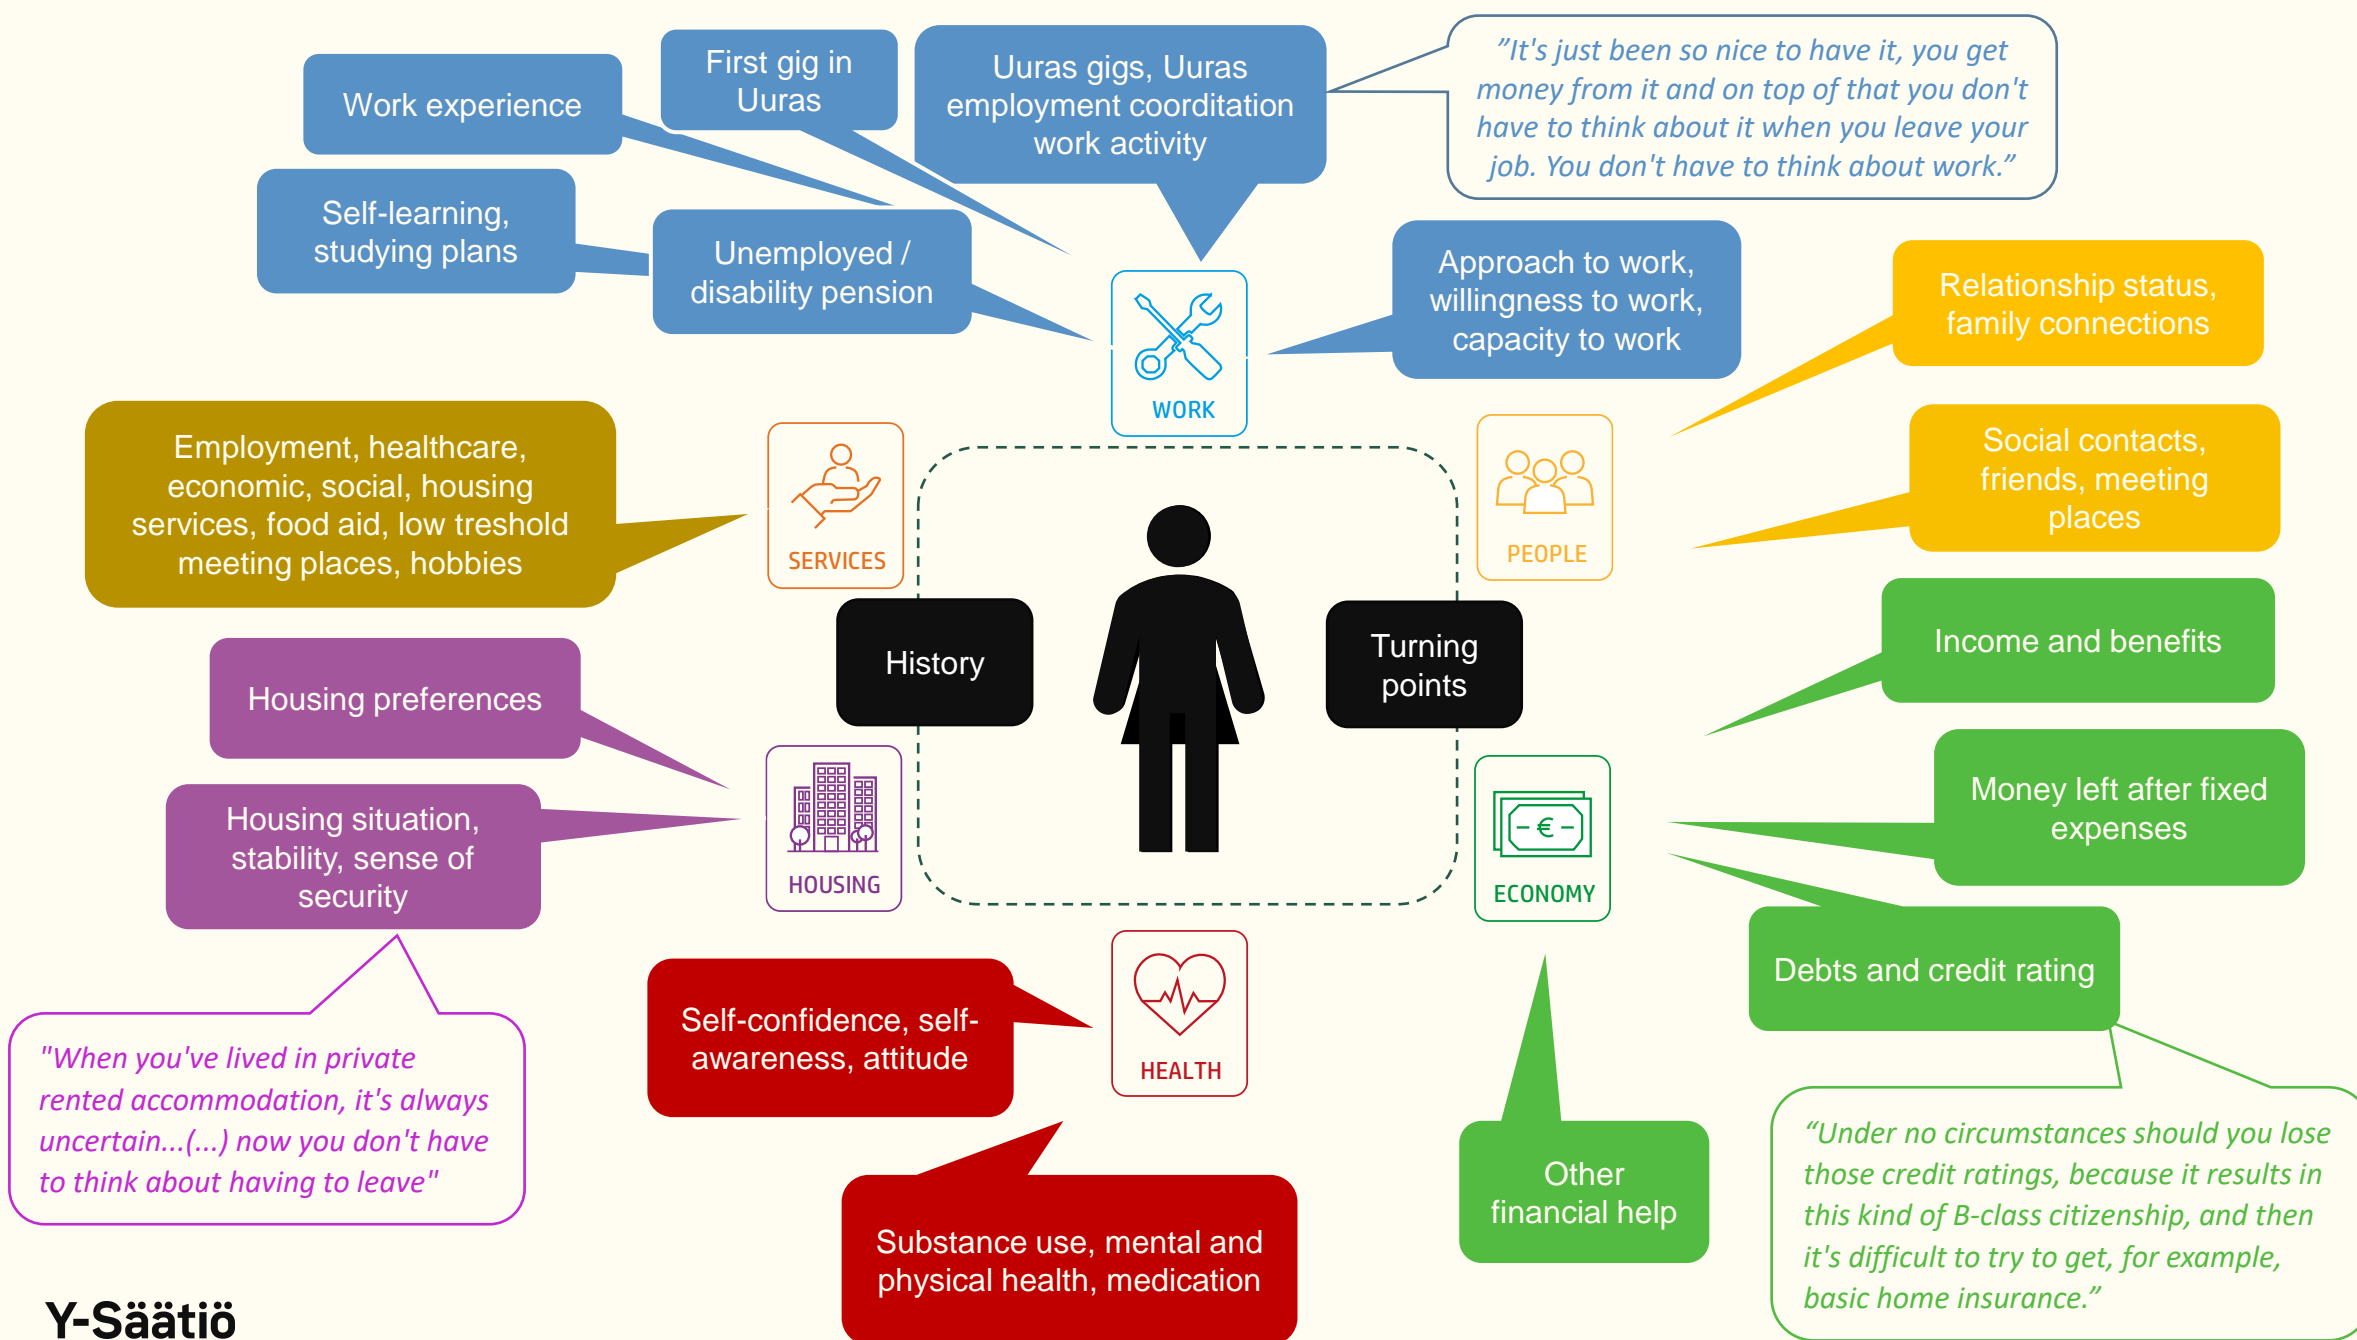 First gig in
Uuras
Uuras gigs, Uuras
employment coorditation
work activity
”It's just been so nice to have it, you get
money from it and on top of that you don't
have to think about it when you leave your
job. You don't have to think about work.”
Work experience
Self-learning,
studying plans
Unemployed /
disability pension
Approach to work,
willingness to work,
capacity to work
Relationship status,
family connections
WORK
Employment, healthcare,
economic, social, housing
services, food aid, low treshold
meeting places, hobbies
SERVICES
PEOPLE
Social contacts,
friends, meeting
places
History
Turning
points
Income and benefits
Housing preferences
Housing situation,
stability, sense of
security
HOUSING
€
ECONOMY
Money left after fixed
expenses
Debts and credit rating
Self-confidence, self-
awareness, attitude
HEALTH
"When you've lived in private
rented accommodation, it's always
uncertain...(...) now you don't have
to think about having to leave"
Substance use, mental and
physical health, medication
Other
financial help
“Under no circumstances should you lose
those credit ratings, because it results in
this kind of B-class citizenship, and then
it's difficult to try to get, for example,
basic home insurance.”
Y-Säätiö